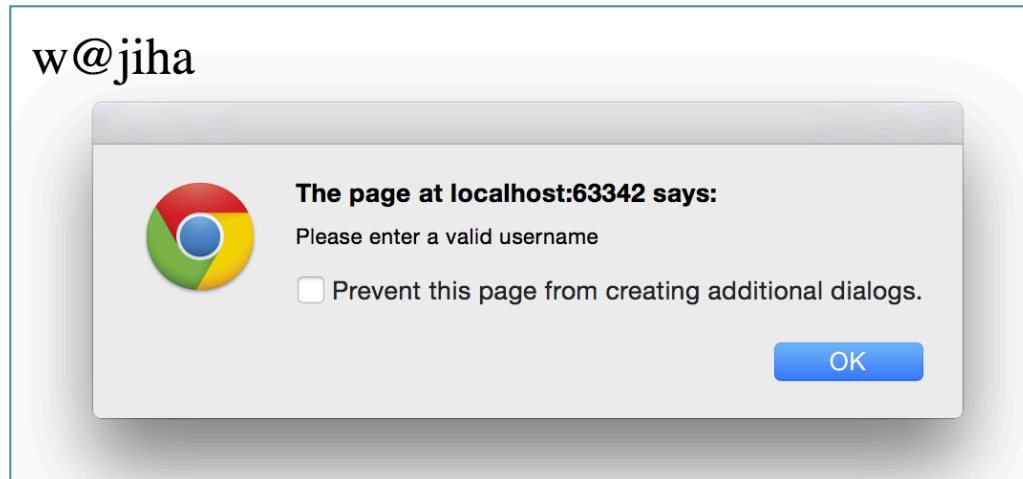 w@jiha
The page at localhost:63342 says:
Please enter a valid username
Prevent this page from creating additional dialogs.
OK